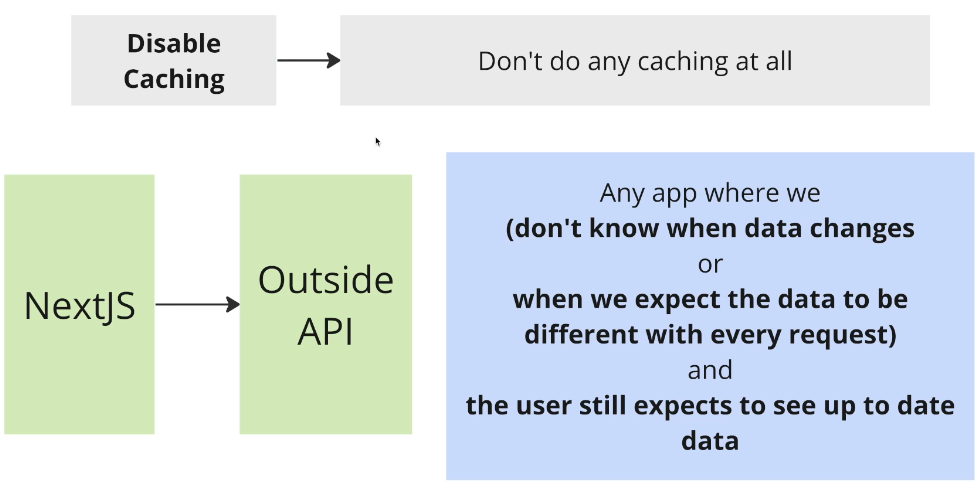 Disable
Caching
Don't do any caching at all
NextJS
Outside
API
Any app where we
(don't know when data changes
or
when we expect the data to be
different with every request)
and
the user still expects to see up to date
data